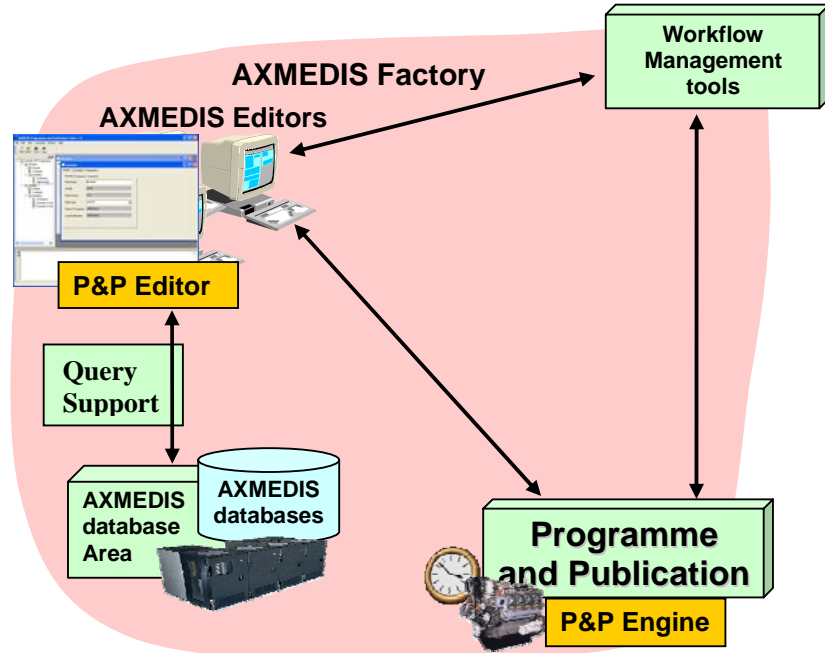 Workflow
Management
tools
AXMEDIS Factory
AXMEDIS Editors
P&P Editor
Query
Support
AXMEDIS
database
Area
AXMEDIS
databases
Programme
and Publication
P&P Engine